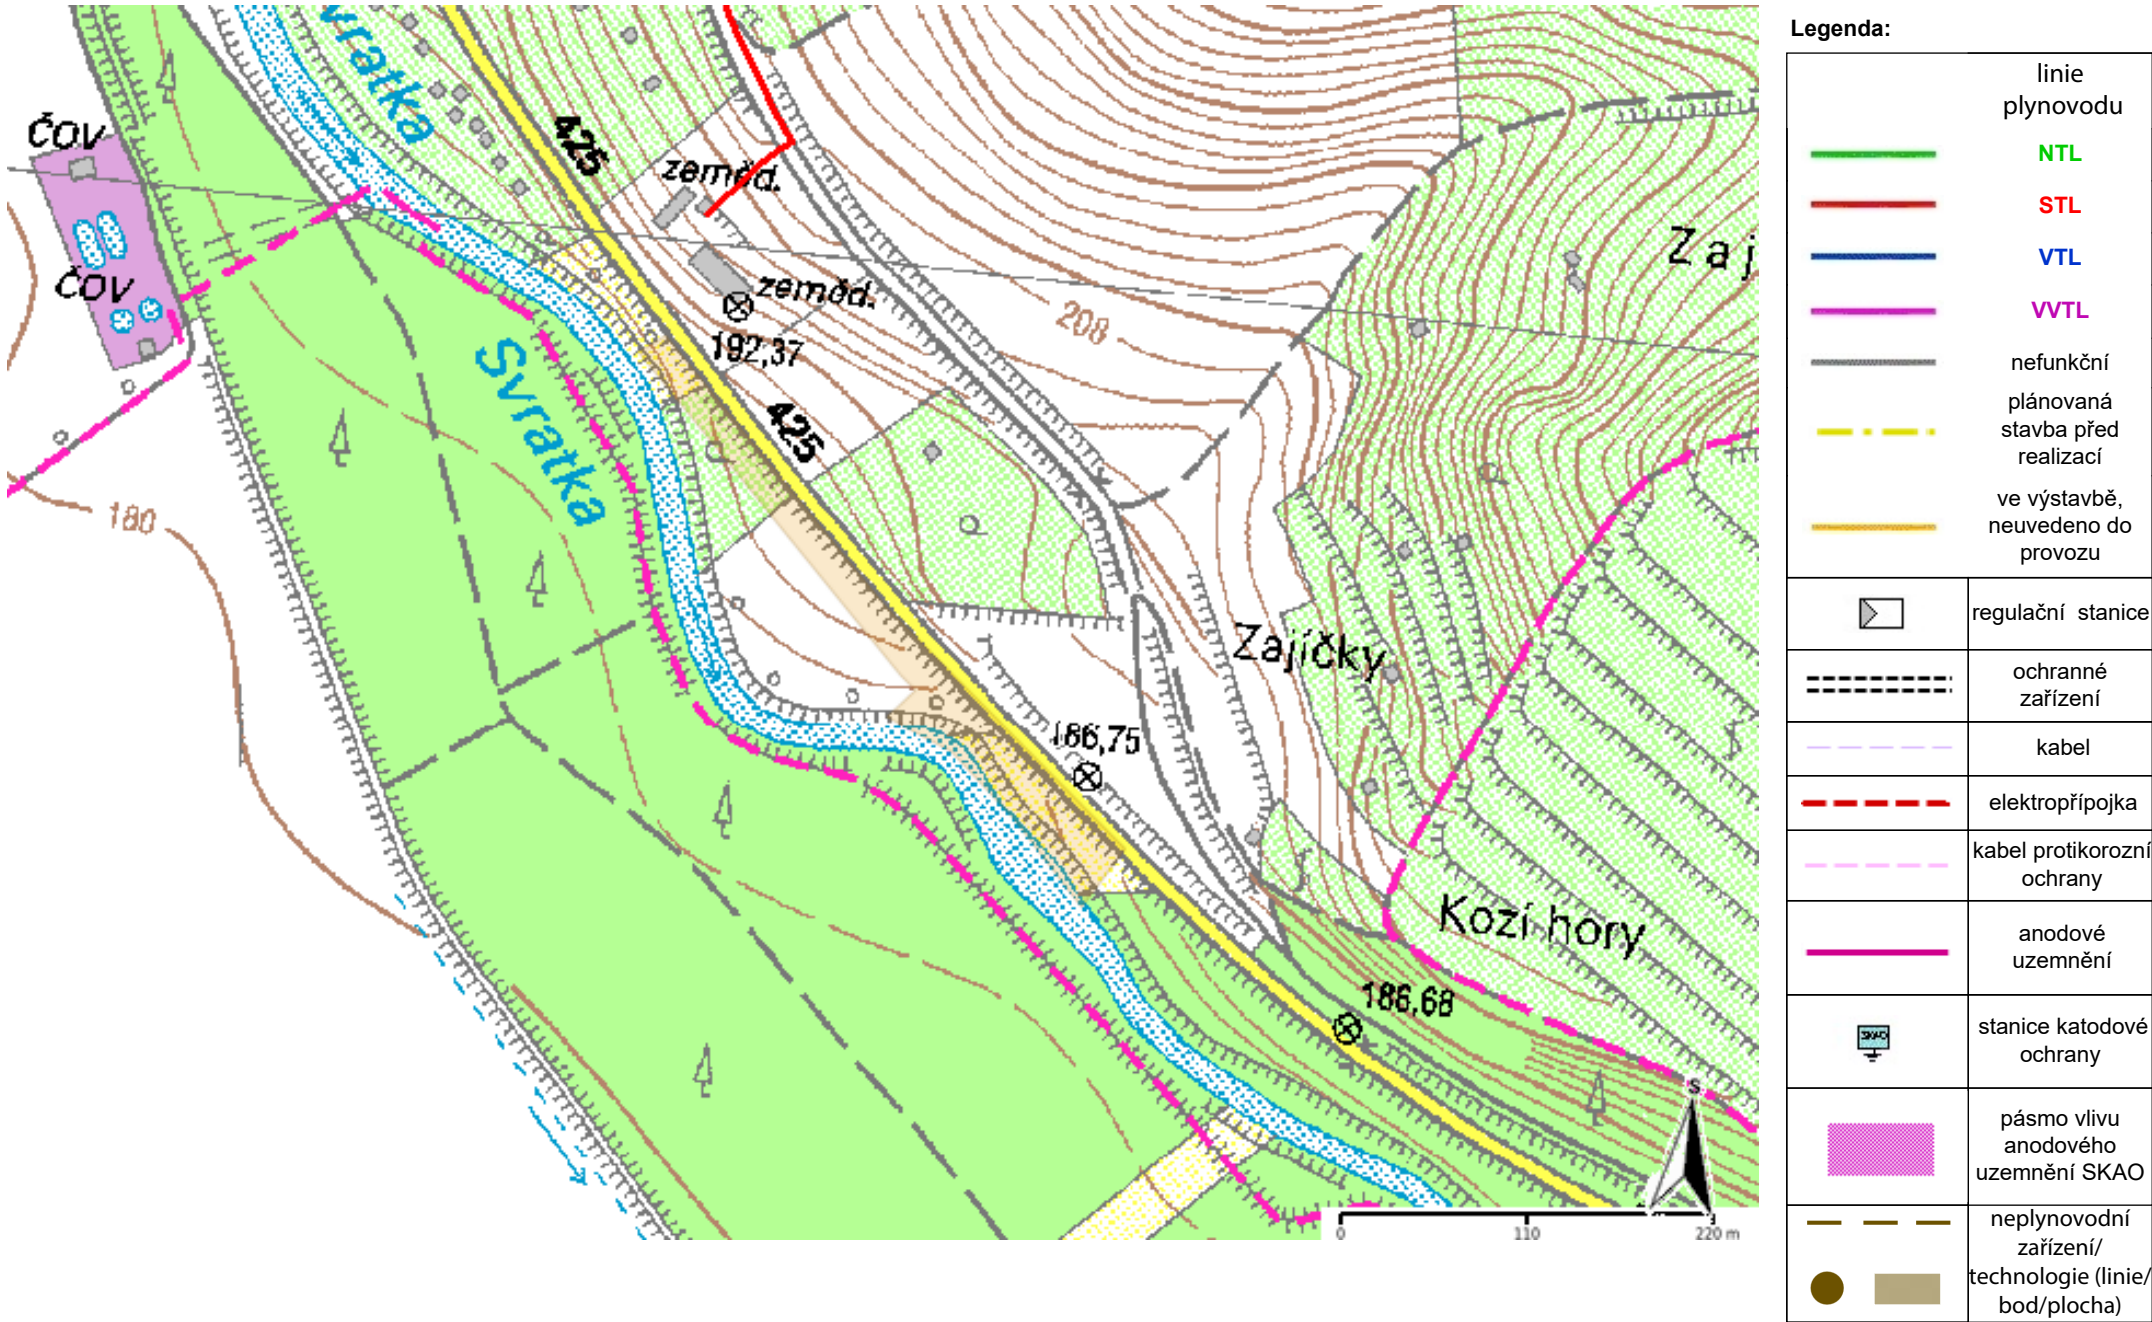 vratka
425
ČOV
zeměd.
ČOV
zeměd.
192,37
208
Zaj
Svratka
425
180
Zajíčky
186,75
Kozí hory
186,68
S
0 110 220 m
Legenda:
linie
plynovodu
NTL
STL
VTL
VVTL
nefunkční
plánovaná
stavba před
realizací
ve výstavbě,
neuvedeno do
provozu
regulační stanice
ochranné
zařízení
kabel
elektropřípojka
kabel protikorozní
ochrany
anodové
uzemnění
SKAO
stanice katodové
ochrany
pásmo vlivu
anodového
uzemnění SKAO
neplynovodní
zařízení/
technologie (linie/
bod/plocha)